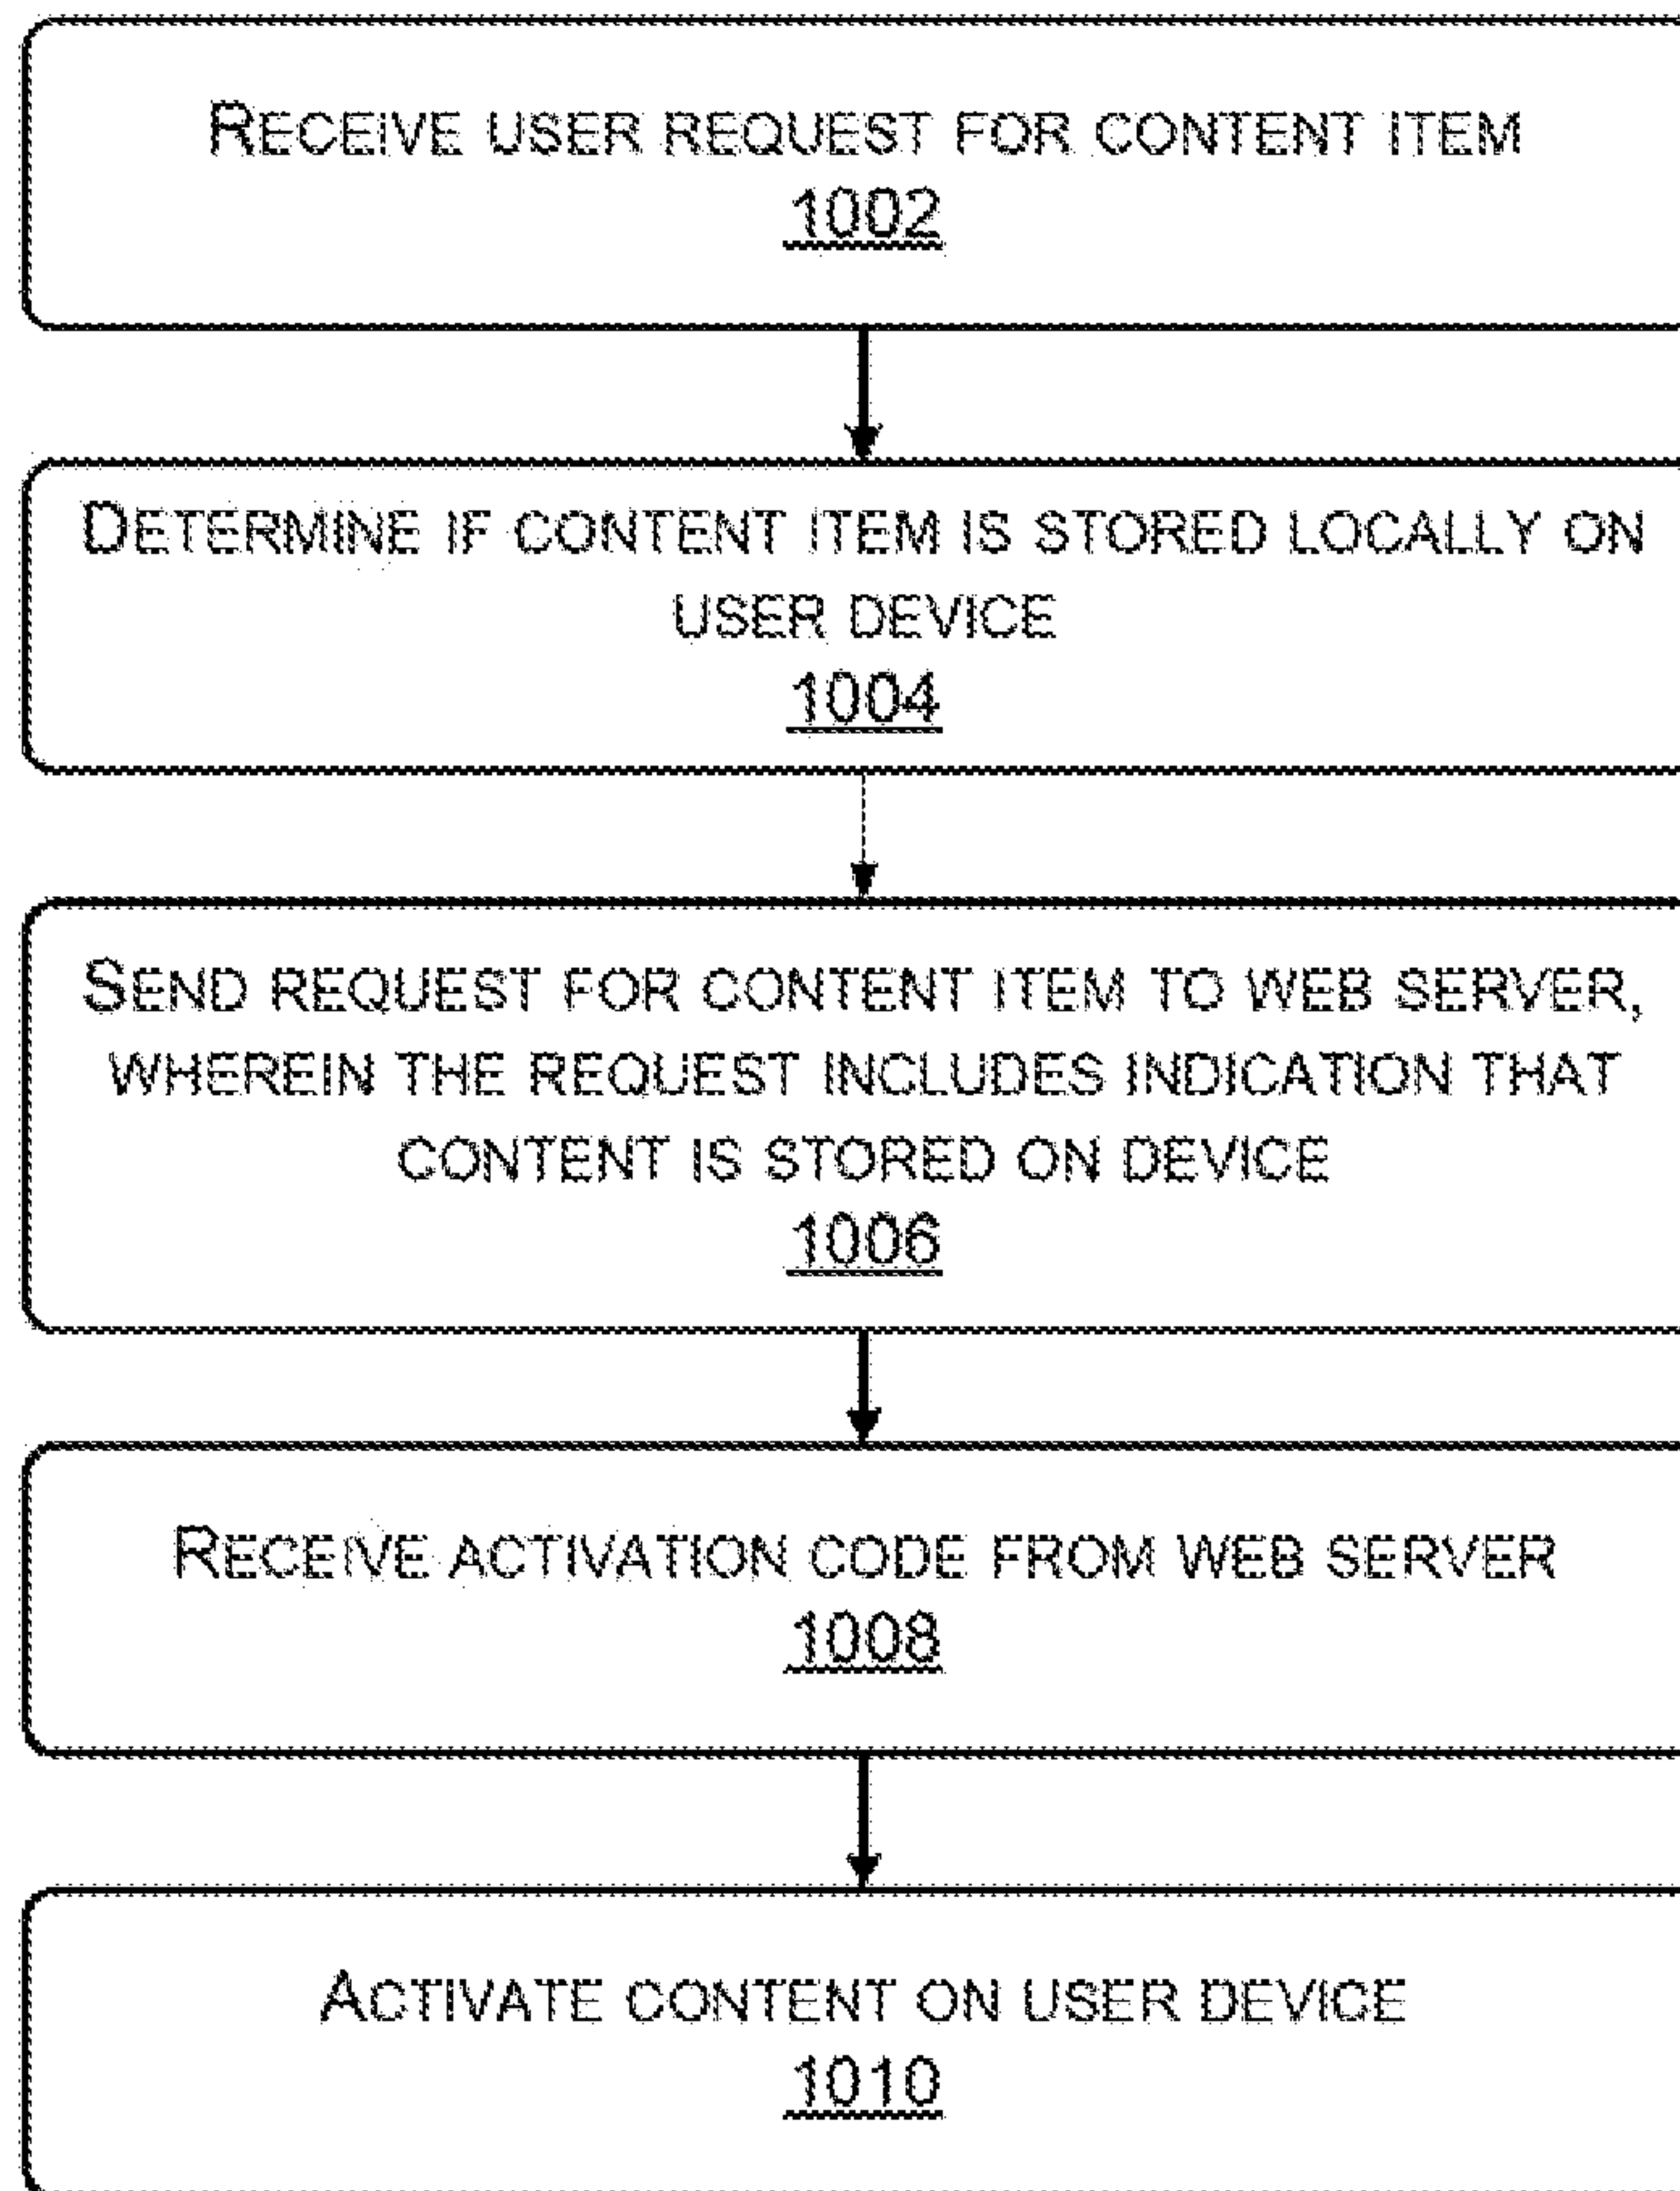 RECEIVE USER REQUEST FOR CONTENT ITEM
1002
DETERMINE IF CONTENT ITEM IS STORED LOCALLY ON
USER DEVICE
1004
SEND REQUEST FOR CONTENT ITEM TO WEB SERVER,
WHEREIN THE REQUEST INCLUDES INDICATION THAT
CONTENT IS STORED ON DEVICE
1006
RECEIVE ACTIVATION CODE FROM WEB SERVER
1008
ACTIVATE CONTENT ON USER DEVICE
1010